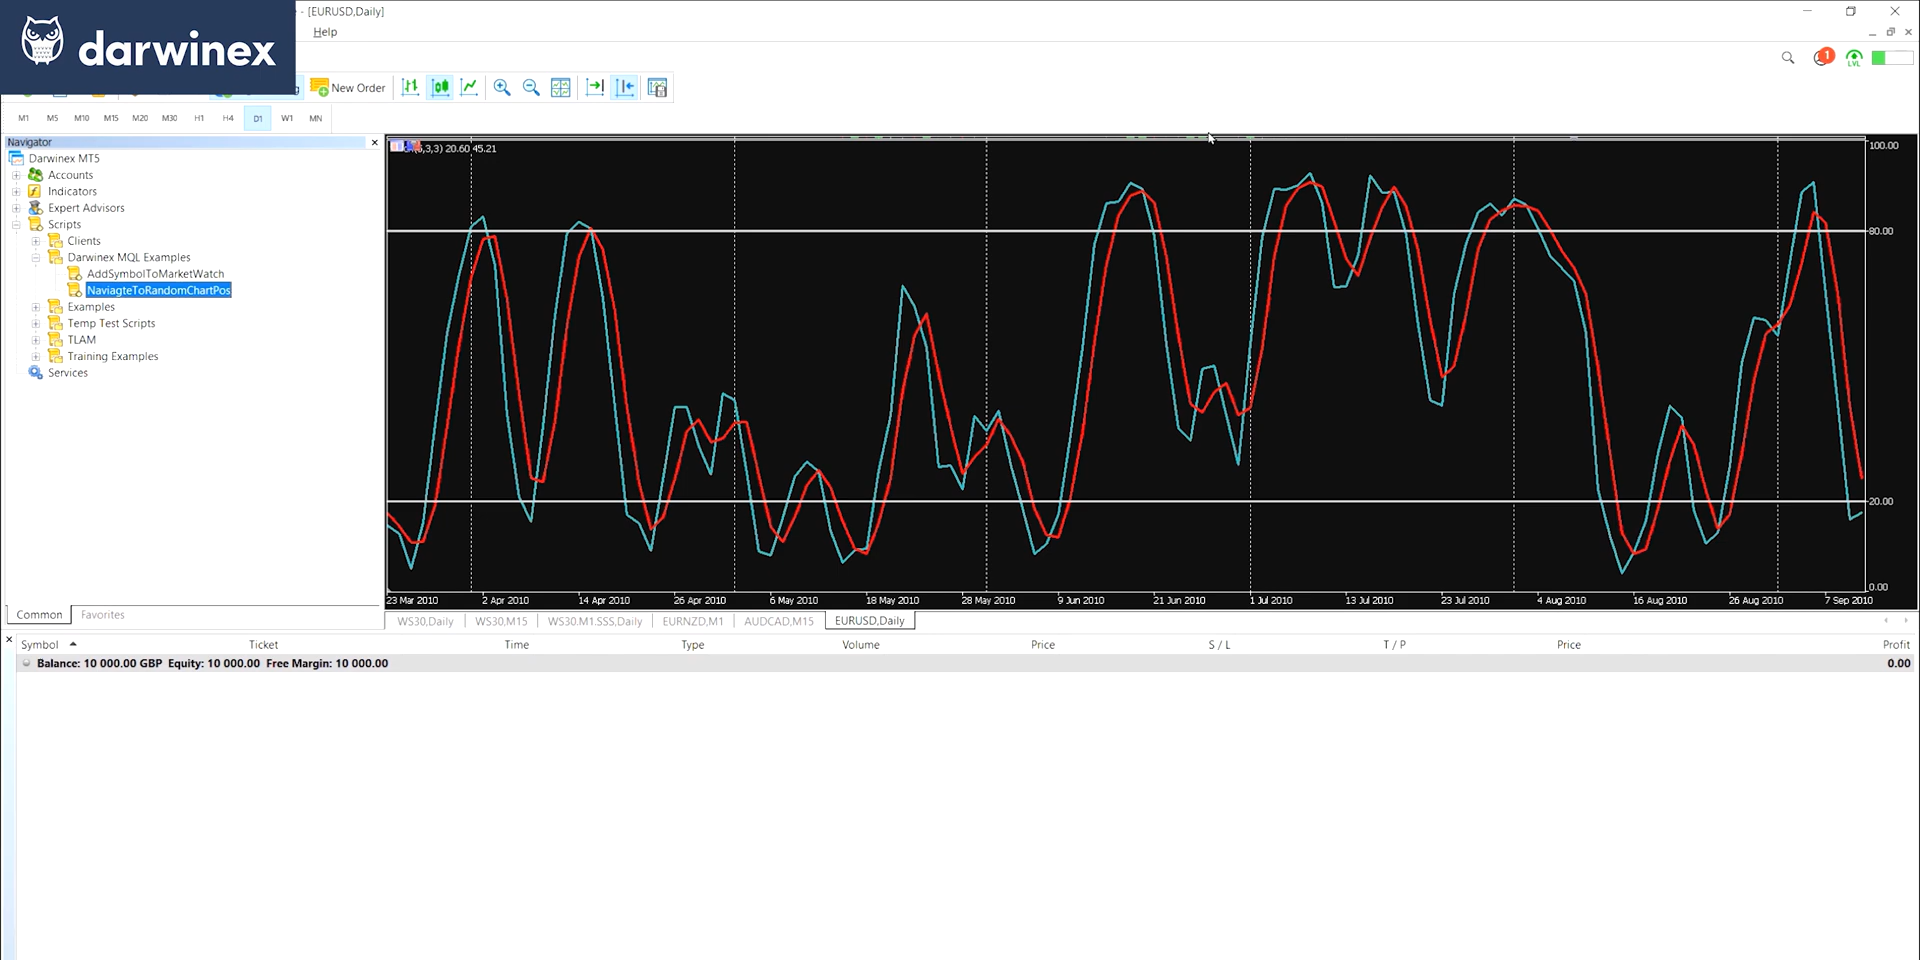 darwinex
- [EURUSD,Daily]
Help
1
LVL
New Order
M1 M5 M10 M15 M20 M30 H1 H4 D1 W1 MN
Navigator
Darwinex MT5
Accounts
Indicators
Expert Advisors
Scripts
Clients
Darwinex MQL Examples
AddSymbolToMarketWatch
NaviagteToRandomChartPos
Examples
Temp Test Scripts
TLAM
Training Examples
Services
Common Favorites
20.60 45.21
100.00
80.00
20.00
0.00
23 Mar 2010 2 Apr 2010 14 Apr 2010 26 Apr 2010 6 May 2010 18 May 2010 28 May 2010 9 Jun 2010 21 Jun 2010 1 Jul 2010 13 Jul 2010 23 Jul 2010 4 Aug 2010 16 Aug 2010 26 Aug 2010 7 Sep 2010
WS30,Daily WS30,M15 WS30.M1.SSS,Daily EURNZD,M1 AUDCAD,M15 EURUSD,Daily
Symbol Ticket Time Type Volume Price S / L T / P Price Profit
Balance: 10 000.00 GBP Equity: 10 000.00 Free Margin: 10 000.00 0.00